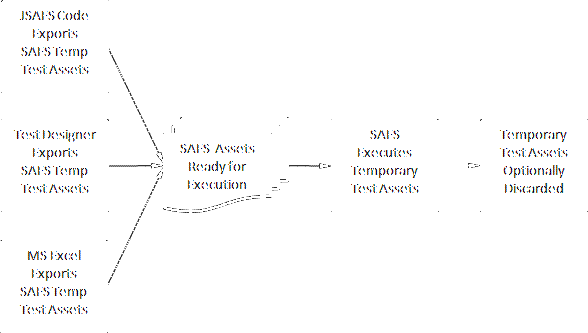 JSAFS Code
Exports
SAFS Temp
Test Assets
Test Designer
Exports
SAFS Temp
Test Assets
MS Excel
Exports
SAFS Temp
Test Assets
SAFS Assets
Ready for
Execution
SAFS
Executes
Temporary
Test Assets
Temporary
Test Assets
Optionally
Discarded